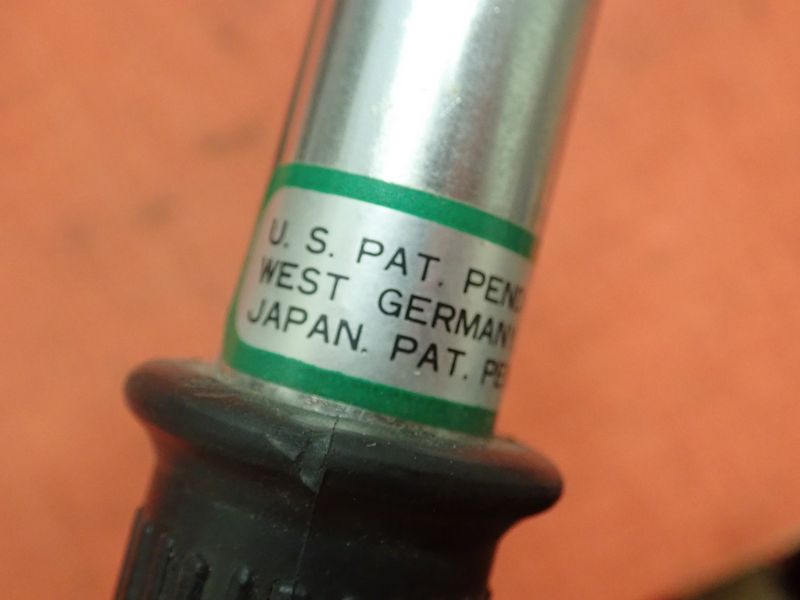 U. S. PAT. PEND
WEST GERMANY
JAPAN. PAT. PE